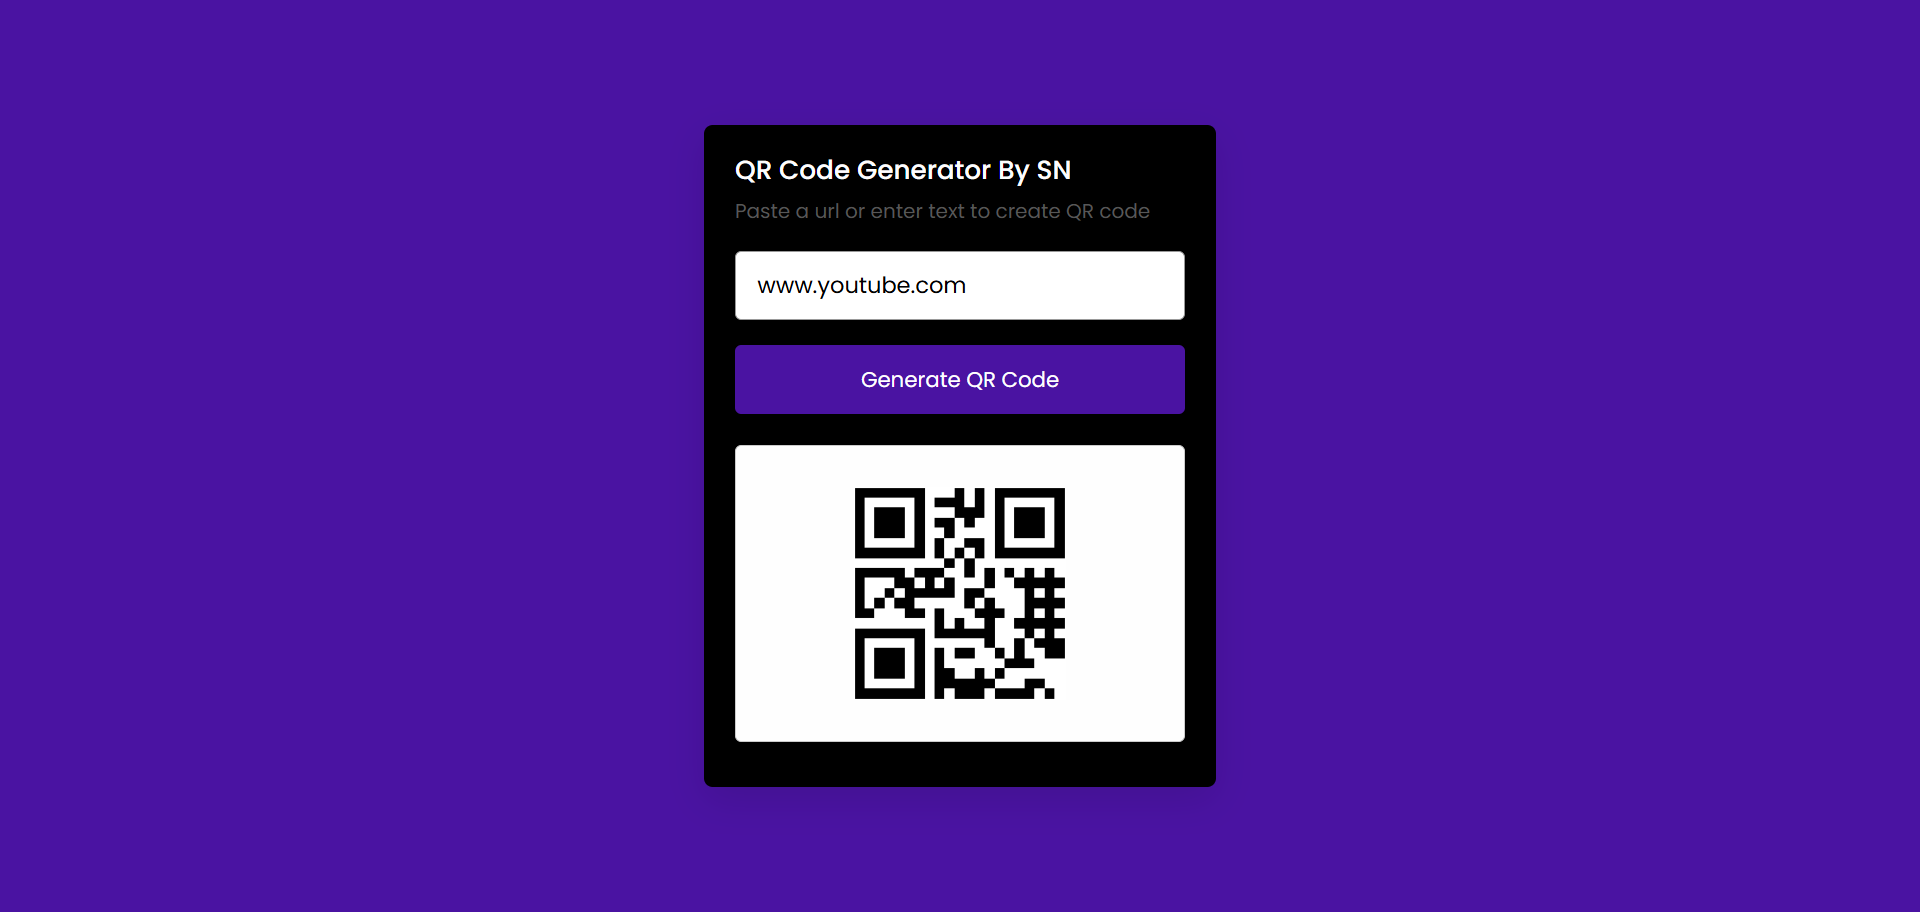 QR Code Generator By SN
Paste a url or enter text to create QR code
www.youtube.com
Generate QR Code